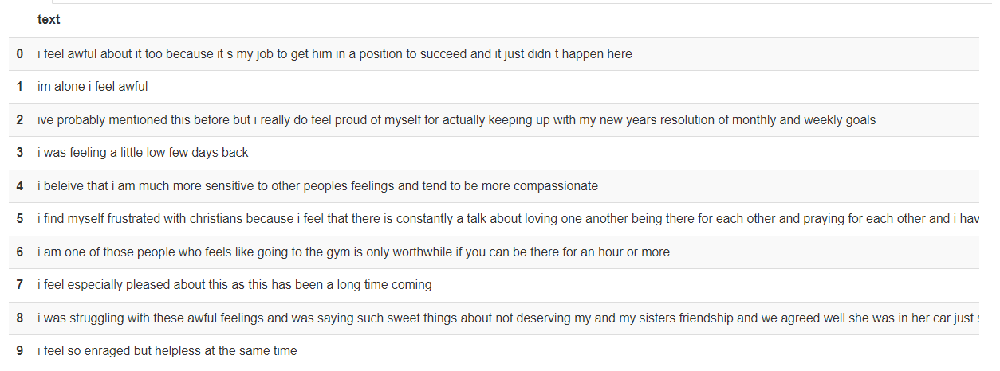 text
0 i feel awful about it too because it s my job to get him in a position to succeed and it just didn t happen here
1 im alone i feel awful
2 ive probably mentioned this before but i really do feel proud of myself for actually keeping up with my new years resolution of monthly and weekly goals
3 i was feeling a little low few days back
4 i beleive that i am much more sensitive to other peoples feelings and tend to be more compassionate
5 i find myself frustrated with christians because i feel that there is constantly a talk about loving one another being there for each other and praying for each other and i hav
6 i am one of those people who feels like going to the gym is only worthwhile if you can be there for an hour or more
7 i feel especially pleased about this as this has been a long time coming
8 i was struggling with these awful feelings and was saying such sweet things about not deserving my and my sisters friendship and we agreed well she was in her car just
9 i feel so enraged but helpless at the same time